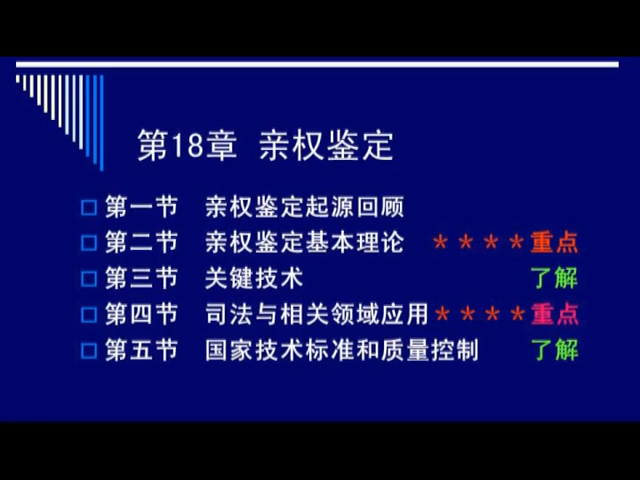 第18章 亲权鉴定
第一节 亲权鉴定起源回顾
第二节 亲权鉴定基本理论 ****重点
第三节 关键技术 了解
第四节 司法与相关领域应用****重点
第五节 国家技术标准和质量控制 了解